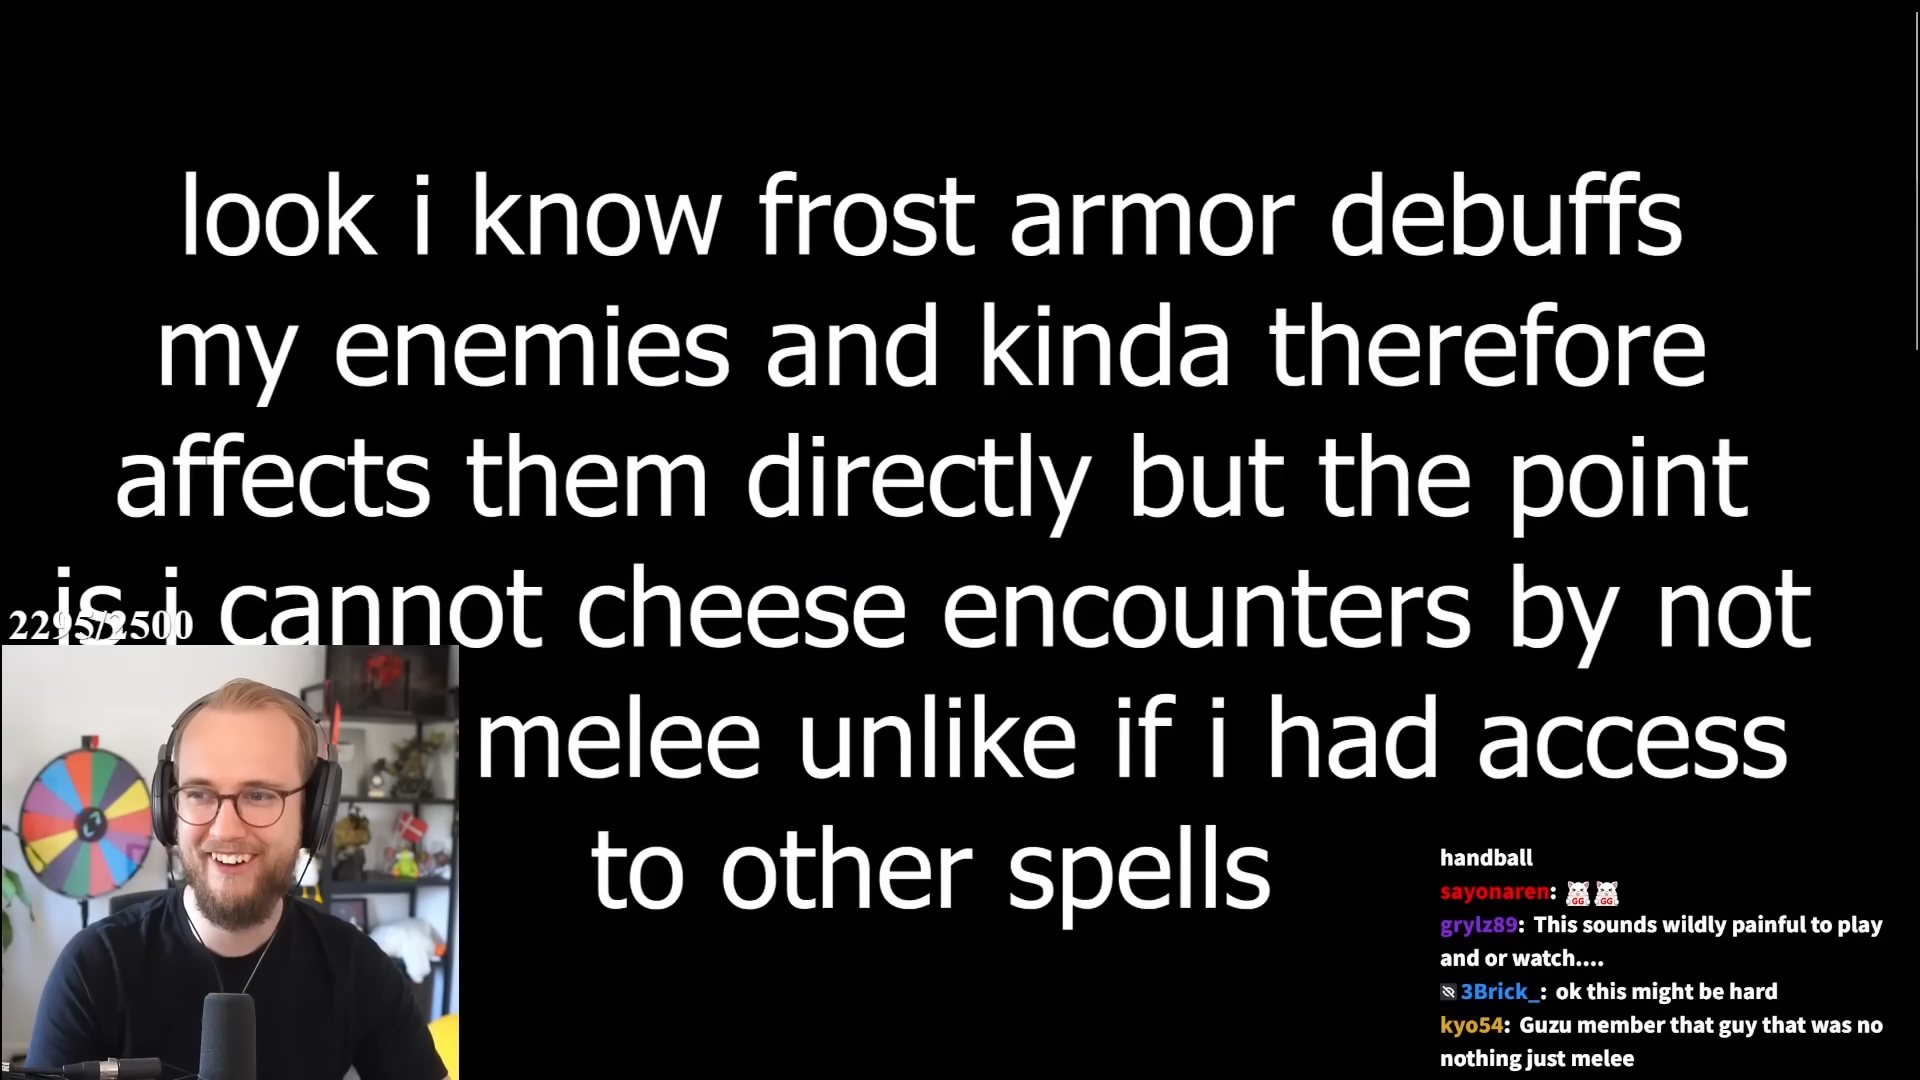 look i know frost armor debuffs
my enemies and kinda therefore
affects them directly but the point
is i cannot cheese encounters by not
melee unlike if i had access
to other spells
2295/2500
handball
sayonaren: GG GG
grylz89: This sounds wildly painful to play
and or watch....
3Brick_: ok this might be hard
kyo54: Guzu member that guy that was no
nothing just melee